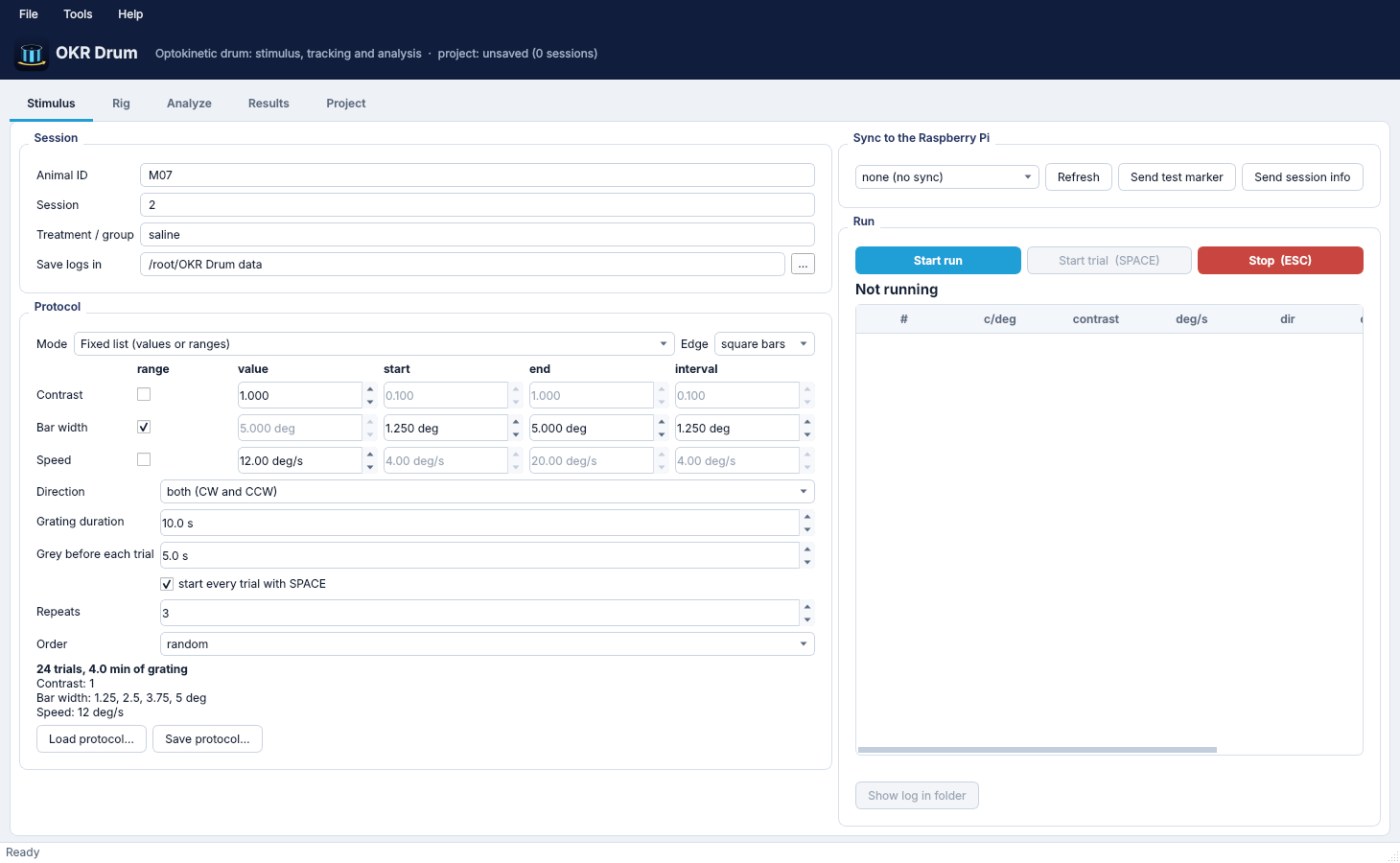 File Tools Help
OKR Drum Optokinetic drum: stimulus, tracking and analysis · project: unsaved (0 sessions)
Stimulus Rig Analyze Results Project
Session
Animal ID M07
Session 2
Treatment / group saline
Save logs in /root/OKR Drum data ...
Protocol
Mode Fixed list (values or ranges) Edge square bars
range value start end interval
Contrast 1.000 0.100 1.000 0.100
Bar width 5.000 deg 1.250 deg 5.000 deg 1.250 deg
Speed 12.00 deg/s 4.00 deg/s 20.00 deg/s 4.00 deg/s
Direction both (CW and CCW)
Grating duration 10.0 s
Grey before each trial 5.0 s
start every trial with SPACE
Repeats 3
Order random
24 trials, 4.0 min of grating
Contrast: 1
Bar width: 1.25, 2.5, 3.75, 5 deg
Speed: 12 deg/s
Load protocol... Save protocol...
Sync to the Raspberry Pi
none (no sync) Refresh Send test marker Send session info
Run
Start run Start trial (SPACE) Stop (ESC)
Not running
# c/deg contrast deg/s dir
Show log in folder
Ready